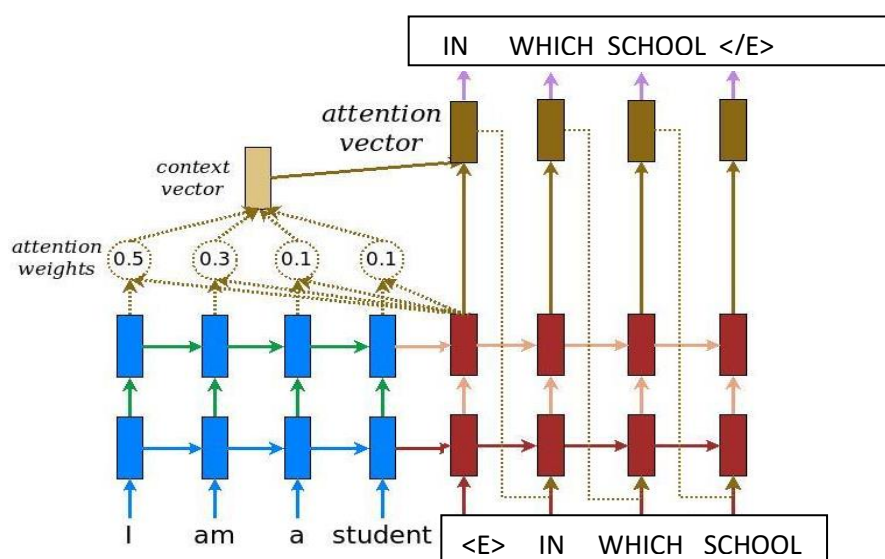 IN WHICH SCHOOL </E>
attention
vector
context
vector
attention
weights
0.5 0.3 0.1 0.1
I am a student
<E> IN WHICH SCHOOL